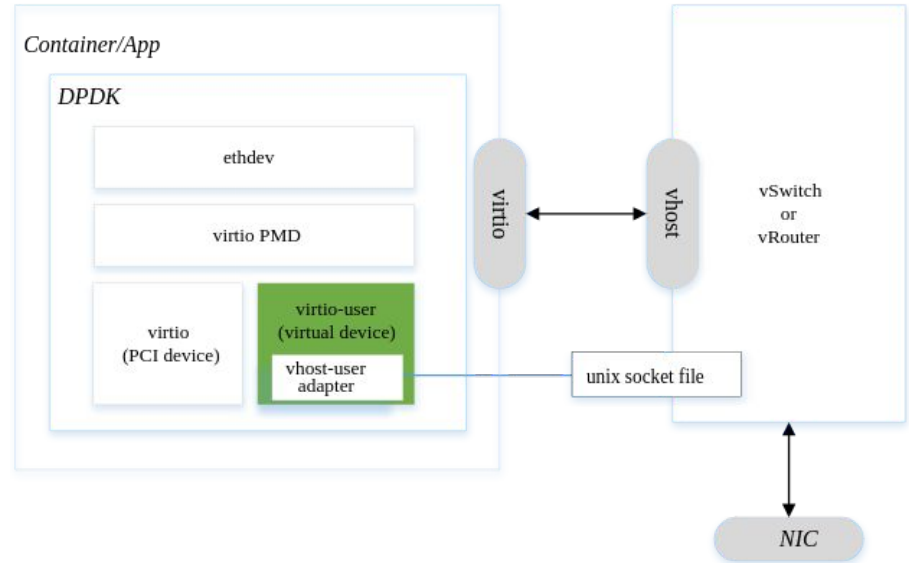 Container/App
DPDK
ethdev
virtio PMD
virtio
(PCI device)
virtio-user
(virtual device)
vhost-user
adapter
virtio
vhost
vSwitch
or
vRouter
unix socket file
NIC